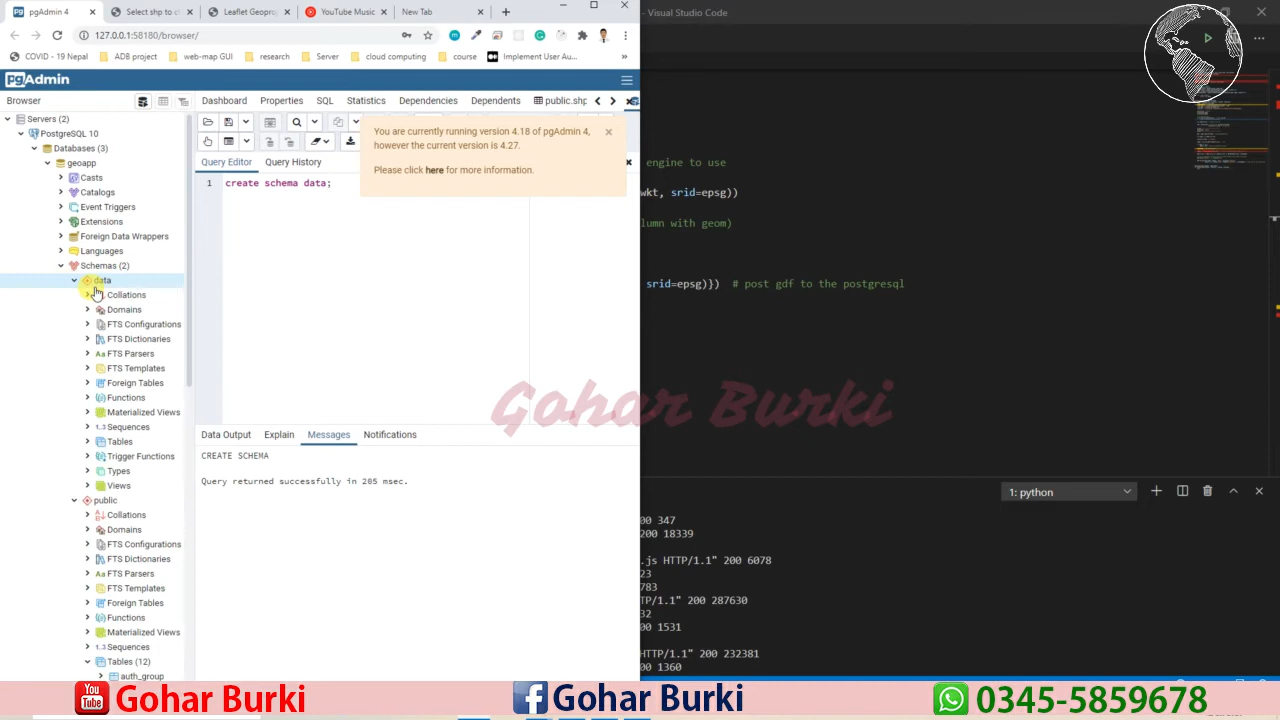 pgAdmin 4
Select shp to c
Leaflet Geopro
YouTube Music
New Tab
- Visual Studio Code
127.0.0.1:58180/browser/
COVID - 19 Nepal
ADB project
web-map GUI
research
Server
cloud computing
course
Implement User Au...
pgAdmin
Browser
Dashboard
Properties
SQL
Statistics
Dependencies
Dependents
public.shp
Servers (2)
PostgreSQL 10
Databases (3)
geoapp
Casts
Catalogs
Event Triggers
Extensions
Foreign Data Wrappers
Languages
Schemas (2)
data
Collations
Domains
FTS Configurations
FTS Dictionaries
FTS Parsers
FTS Templates
Foreign Tables
Functions
Materialized Views
Sequences
Tables
Trigger Functions
Types
Views
public
Collations
Domains
FTS Configurations
FTS Dictionaries
FTS Parsers
FTS Templates
Foreign Tables
Functions
Materialized Views
Sequences
Tables (12)
auth_group
You are currently running version 4.18 of pgAdmin 4,
however the current version is 4.27.
Please click here for more information.
Query Editor
Query History
1 create schema data;
Data Output
Explain
Messages
Notifications
CREATE SCHEMA
Query returned successfully in 205 msec.
engine to use
wkt, srid=epsg))
lumn with geom)
srid=epsg)}) # post gdf to the postgresql
Gohar Burki
1: python
00 347
200 18339
.js HTTP/1.1" 200 6078
23
783
TP/1.1" 200 287630
32
00 1531
HTTP/1.1" 200 232381
00 1360
You Tube Gohar Burki
f Gohar Burki
0345-5859678